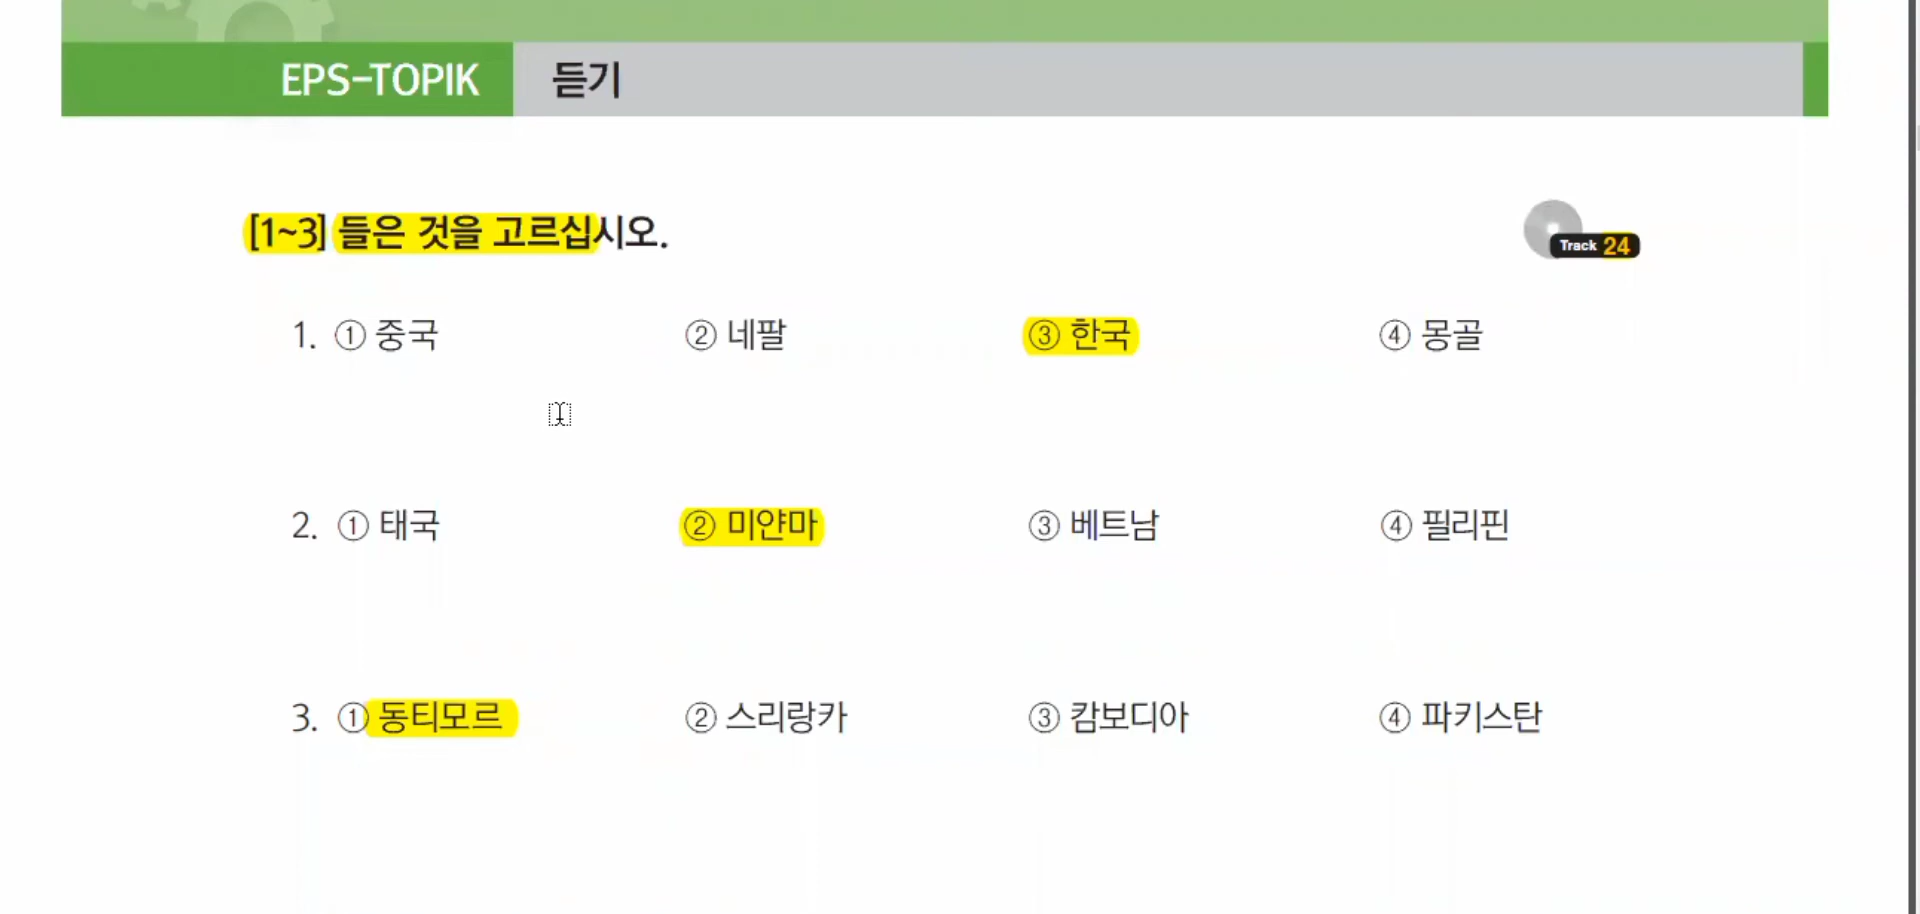 EPS-TOPIK 듣기
[1~3] 들은 것을 고르십시오.
Track 24
1. ① 중국 ② 네팔 ③ 한국 ④ 몽골
2. ① 태국 ② 미얀마 ③ 베트남 ④ 필리핀
3. ① 동티모르 ② 스리랑카 ③ 캄보디아 ④ 파키스탄